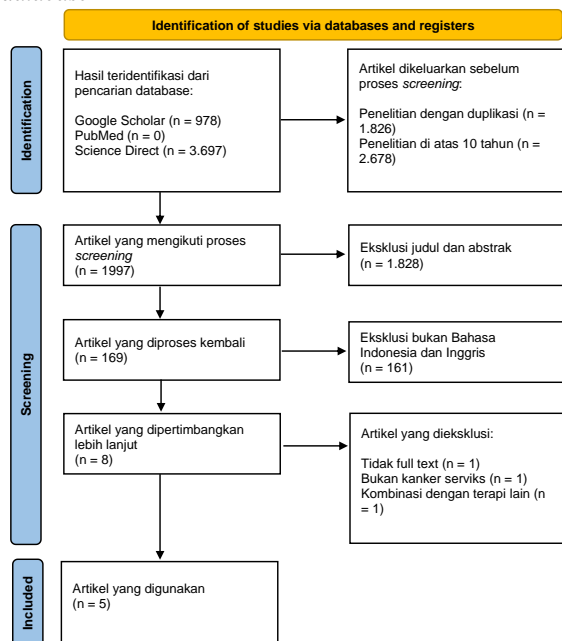 Identification of studies via databases and registers
Identification
Hasil teridentifikasi dari
pencarian database:
Google Scholar (n = 978)
PubMed (n = 0)
Science Direct (n = 3.697)
Artikel dikeluarkan sebelum
proses screening:
Penelitian dengan duplikasi (n =
1.826)
Penelitian di atas 10 tahun (n =
2.678)
Screening
Artikel yang mengikuti proses
screening
(n = 1997)
Eksklusi judul dan abstrak
(n = 1.828)
Artikel yang diproses kembali
(n = 169)
Eksklusi bukan Bahasa
Indonesia dan Inggris
(n = 161)
Artikel yang dipertimbangkan
lebih lanjut
(n = 8)
Artikel yang dieksklusi:
Tidak full text (n = 1)
Bukan kanker serviks (n = 1)
Kombinasi dengan terapi lain (n
= 1)
Included
Artikel yang digunakan
(n = 5)